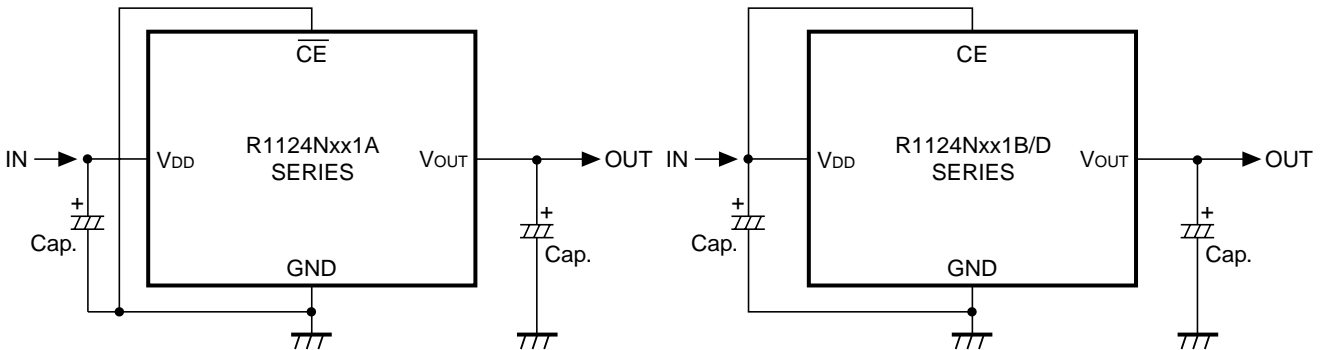 C̅E̅
R1124Nxx1A
SERIES
IN
VDD
VOUT
OUT
+
Cap.
+
Cap.
GND
CE
R1124Nxx1B/D
SERIES
IN
VDD
VOUT
OUT
+
Cap.
+
Cap.
GND